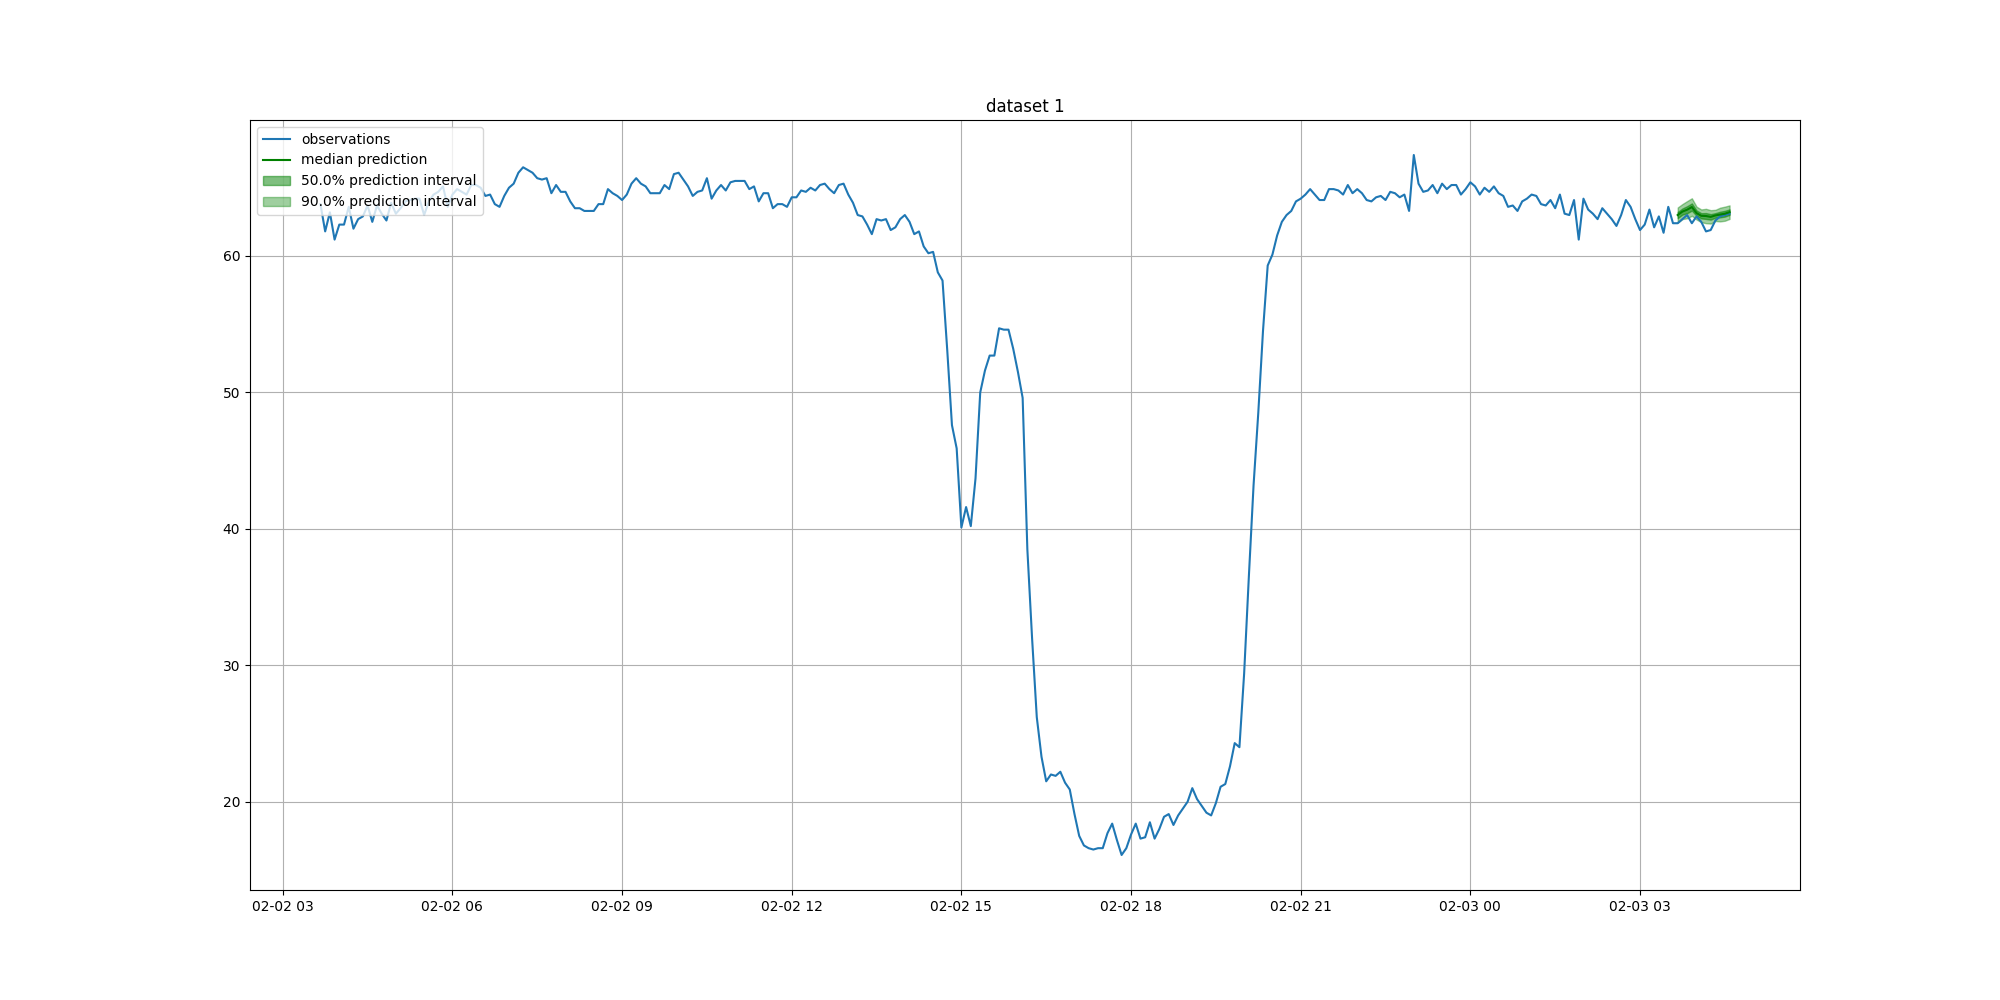 dataset 1
observations
median prediction
50.0% prediction interval
90.0% prediction interval
60
50
40
30
20
02-02 03 02-02 06 02-02 09 02-02 12 02-02 15 02-02 18 02-02 21 02-03 00 02-03 03